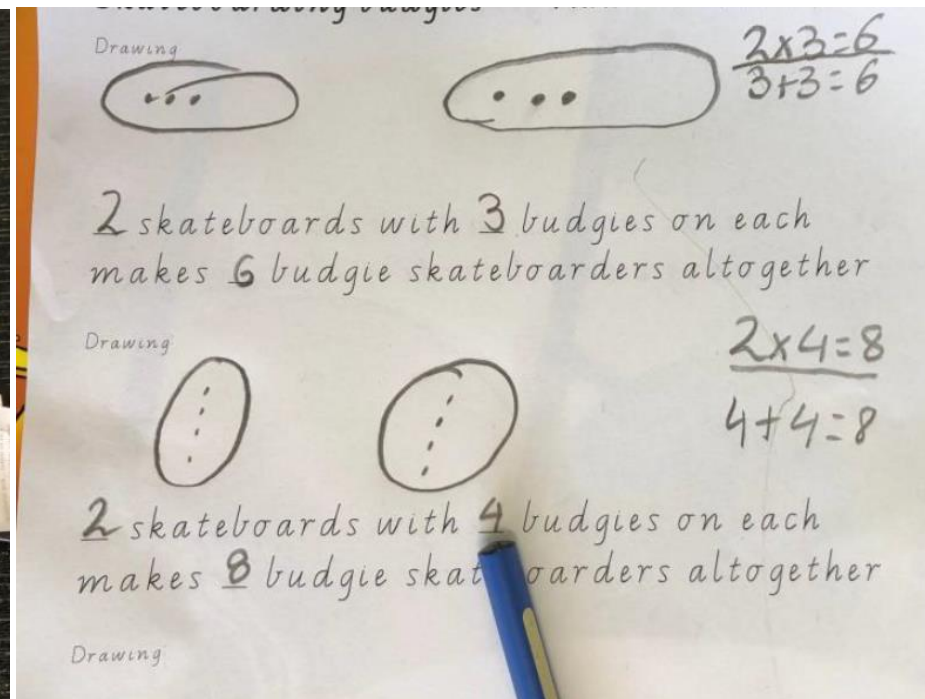 Skateboarding budgies
Drawing
2x3=6
3+3=6
2 skateboards with 3 budgies on each
makes 6 budgie skateboarders altogether
Drawing
2x4=8
4+4=8
2 skateboards with 4 budgies on each
makes 8 budgie skat oarders altogether
Drawing